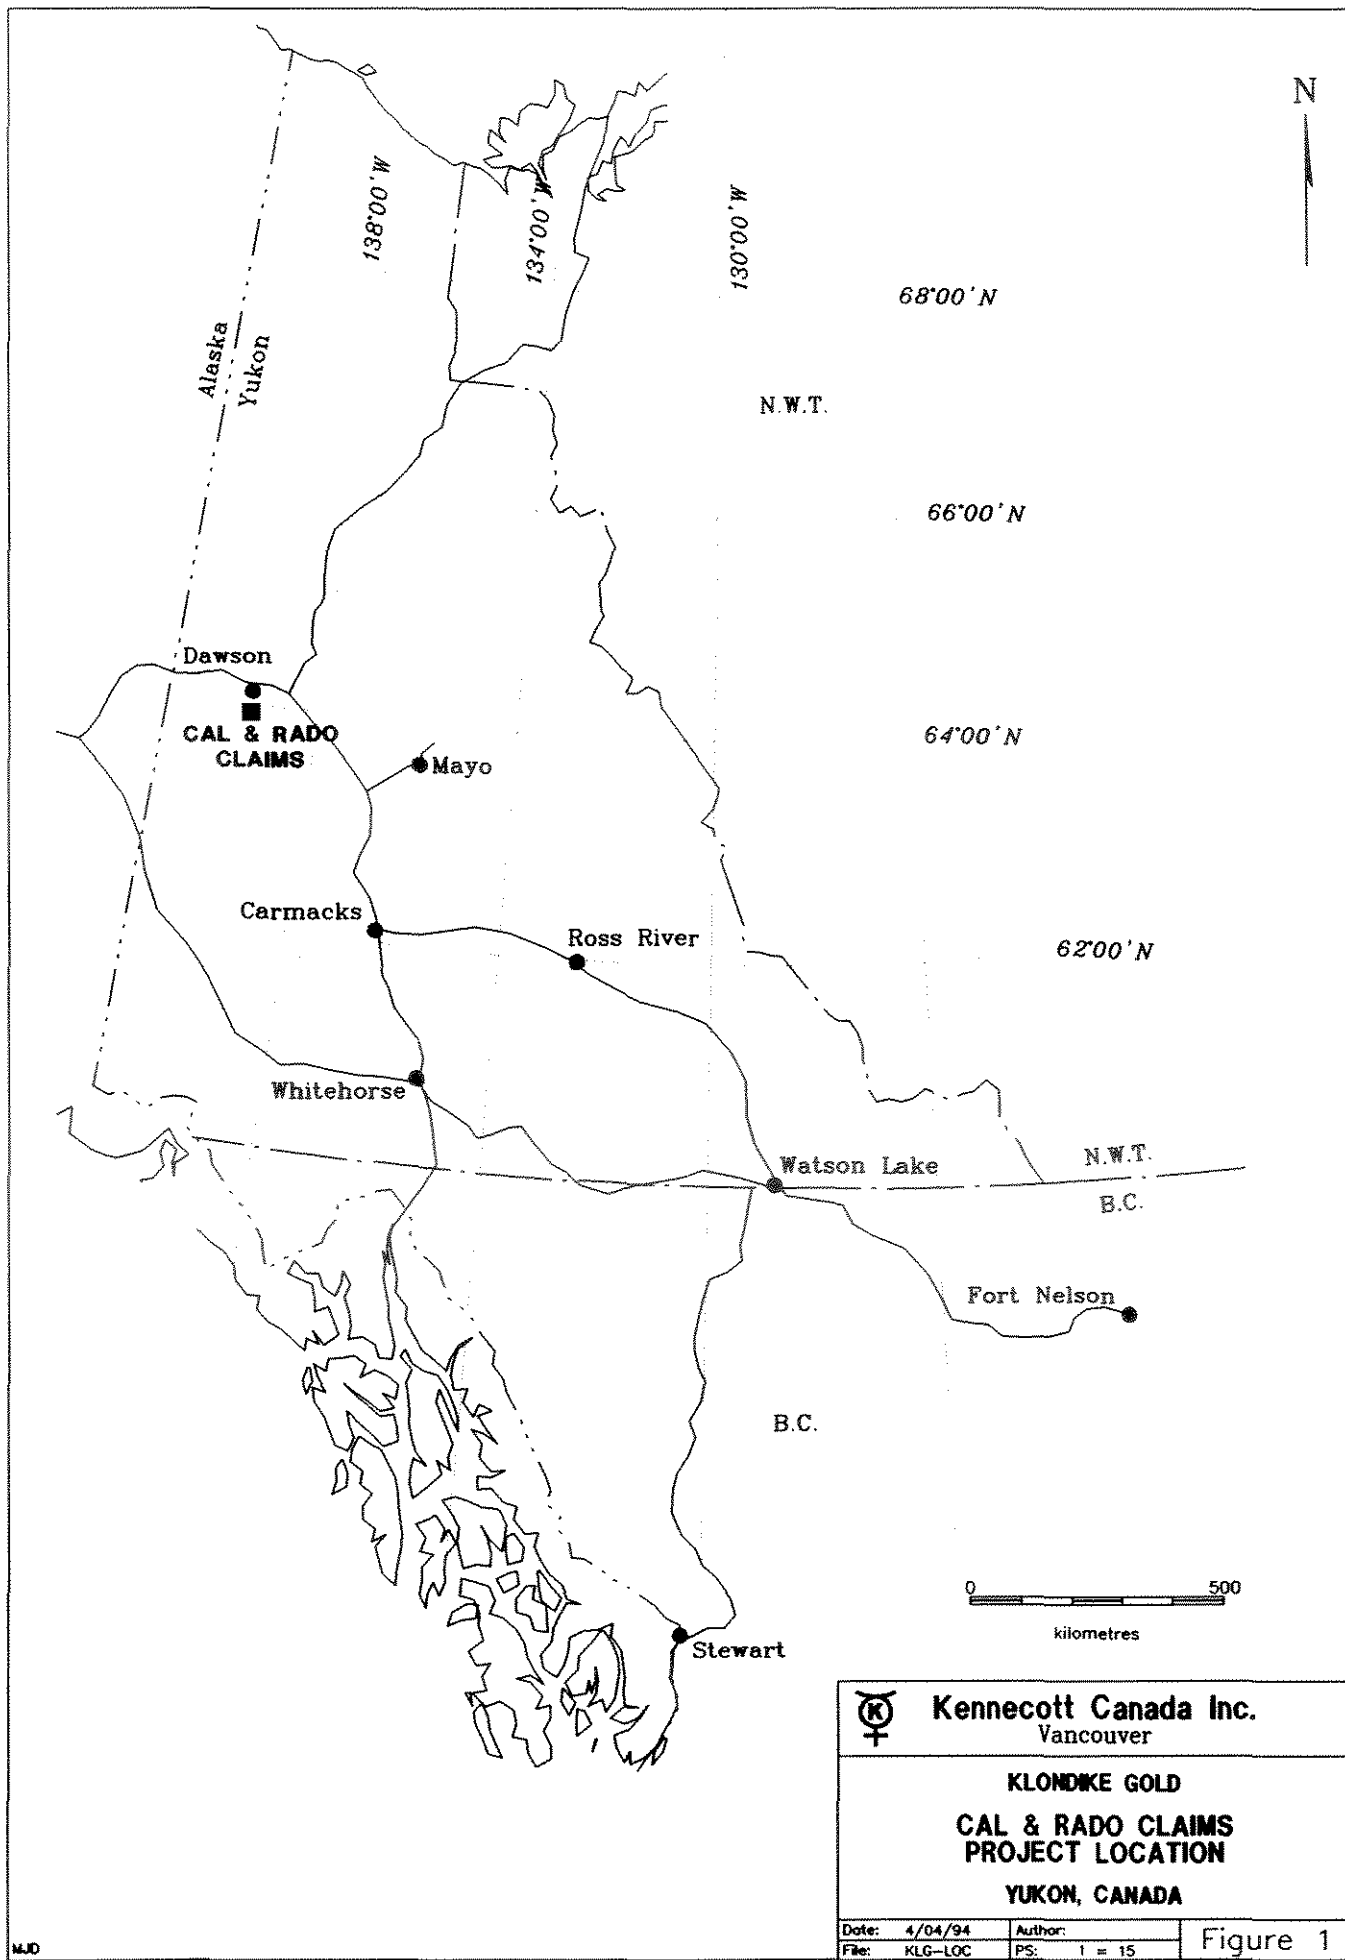 N
138°00'W
134°00'W
130°00'W
68°00'N
Alaska
Yukon
N.W.T.
66°00'N
Dawson
CAL & RADO
CLAIMS
64°00'N
Mayo
Carmacks
Ross River
62°00'N
Whitehorse
Watson Lake
N.W.T.
B.C.
Fort Nelson
B.C.
0 500
kilometres
Stewart
K
Kennecott Canada Inc.
Vancouver
KLONDIKE GOLD
CAL & RADO CLAIMS
PROJECT LOCATION
YUKON, CANADA
Date: 4/04/94 Author:
File: KLG-LOC PS: 1 = 15
Figure 1
MJD